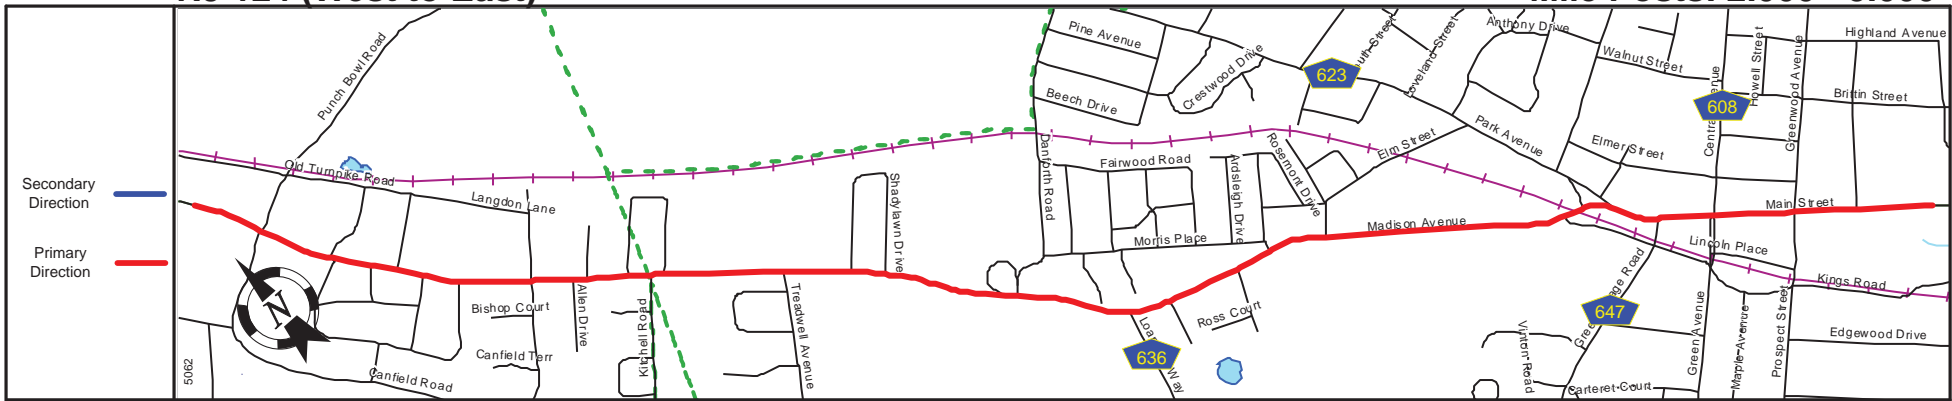 Secondary
Direction
Primary
Direction
5062
Punch Bowl Road
Old Turnpike Road
Langdon Lane
Bishop Court
Canfield Terr
Canfield Road
Allen Drive
Kitchell Road
Treadwell Avenue
Shadylawn Drive
N
Pine Avenue
Beech Drive
Crestwood Drive
623
Loveland Street
Anthony Drive
Walnut Street
Howell Street
Greenwood Avenue
Highland Avenue
Brittin Street
608
Danforth Road
Fairwood Road
Ardsleigh Drive
Rosemont Drive
Elm Street
Park Avenue
Elmer Street
Morris Place
Madison Avenue
Main Street
Lincoln Place
Kings Road
Ross Court
636
Way
647
Vinton Road
Green Avenue
Maple Avenue
Prospect Street
Edgewood Drive
Carteret Court